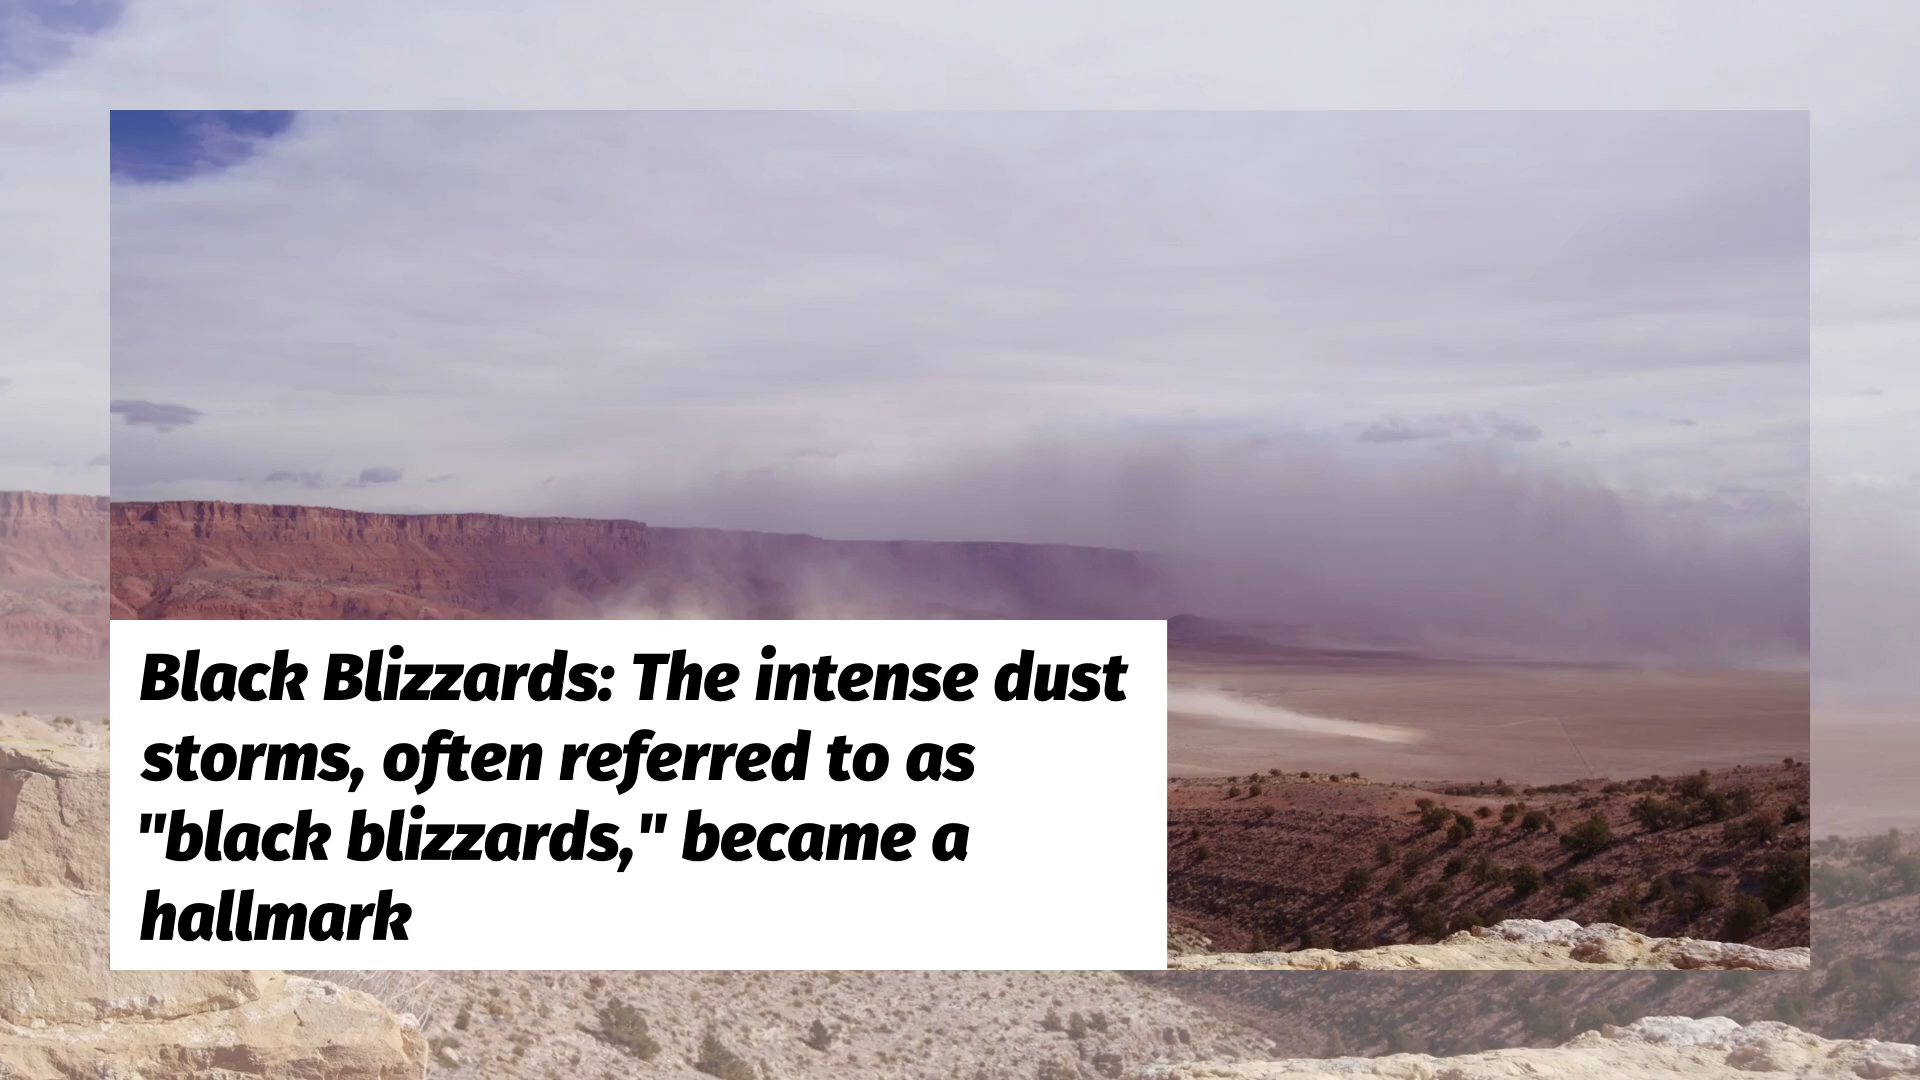 Black Blizzards: The intense dust
storms, often referred to as
"black blizzards," became a
hallmark